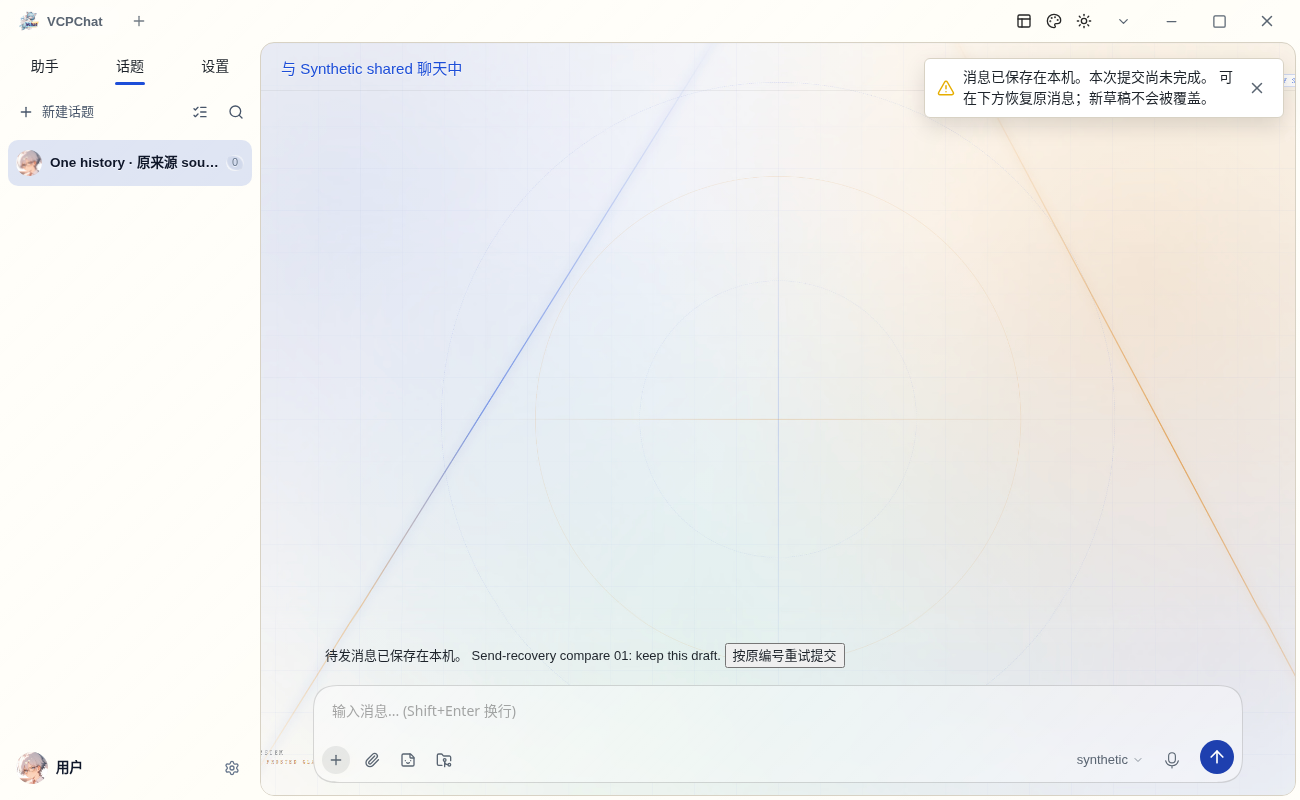 VCPChat
助手
话题
设置
新建话题
One history · 原来源 sou…
0
与 Synthetic shared 聊天中
消息已保存在本机。本次提交尚未完成。 可
在下方恢复原消息；新草稿不会被覆盖。
待发消息已保存在本机。 Send-recovery compare 01: keep this draft. 按原编号重试提交
输入消息... (Shift+Enter 换行)
synthetic
用户